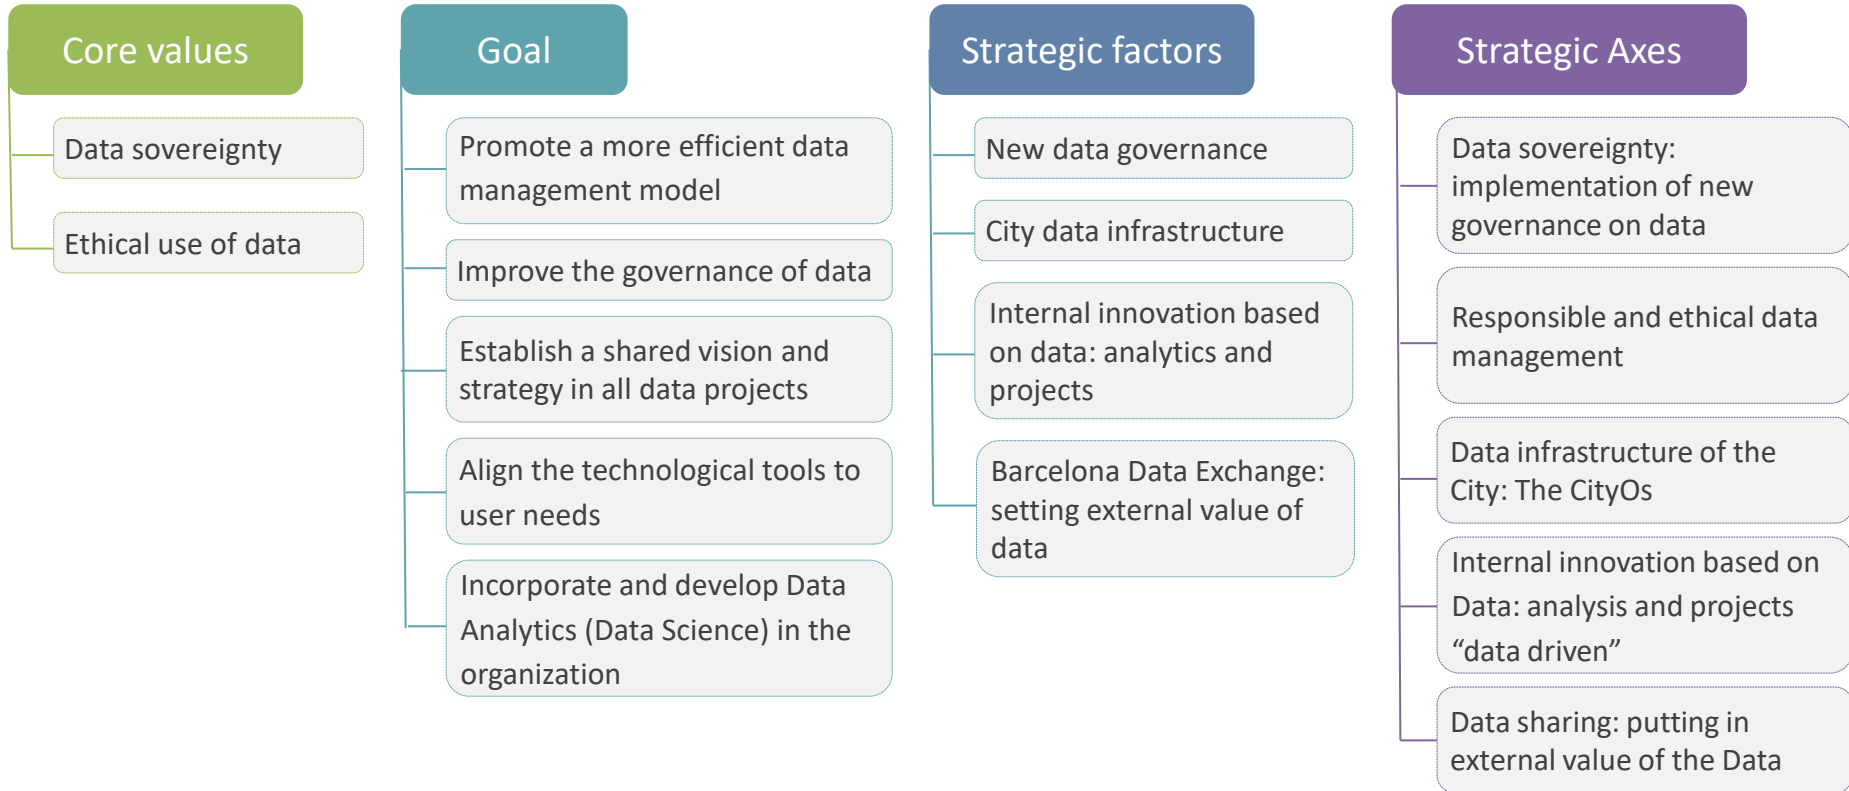 Core values
Data sovereignty
Ethical use of data
Goal
Promote a more efficient data
management model
Improve the governance of data
Establish a shared vision and
strategy in all data projects
Align the technological tools to
user needs
Incorporate and develop Data
Analytics (Data Science) in the
organization
Strategic factors
New data governance
City data infrastructure
Internal innovation based
on data: analytics and
projects
Barcelona Data Exchange:
setting external value of
data
Strategic Axes
Data sovereignty:
implementation of new
governance on data
Responsible and ethical data
management
Data infrastructure of the
City: The CityOs
Internal innovation based on
Data: analysis and projects
“data driven”
Data sharing: putting in
external value of the Data